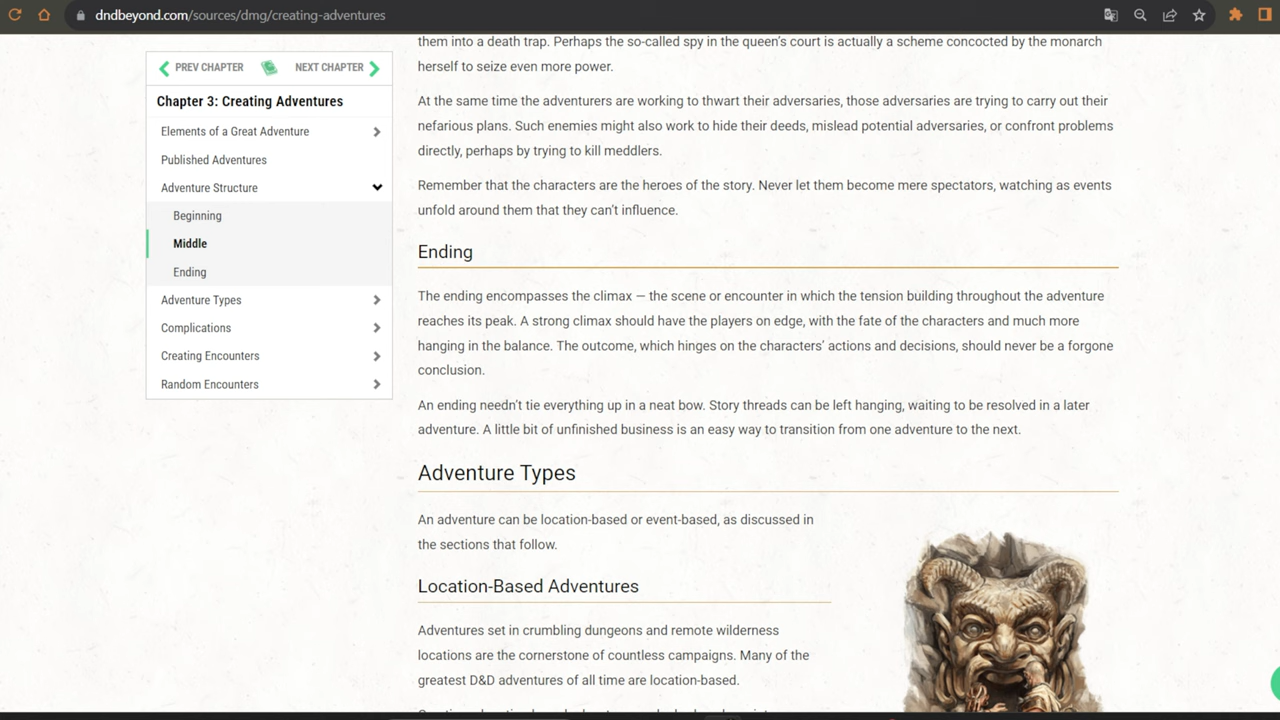 dndbeyond.com/sources/dmg/creating-adventures
PREV CHAPTER
NEXT CHAPTER
Chapter 3: Creating Adventures
Elements of a Great Adventure
Published Adventures
Adventure Structure
Beginning
Middle
Ending
Adventure Types
Complications
Creating Encounters
Random Encounters
them into a death trap. Perhaps the so-called spy in the queen's court is actually a scheme concocted by the monarch
herself to seize even more power.
At the same time the adventurers are working to thwart their adversaries, those adversaries are trying to carry out their
nefarious plans. Such enemies might also work to hide their deeds, mislead potential adversaries, or confront problems
directly, perhaps by trying to kill meddlers.
Remember that the characters are the heroes of the story. Never let them become mere spectators, watching as events
unfold around them that they can't influence.
Ending
The ending encompasses the climax — the scene or encounter in which the tension building throughout the adventure
reaches its peak. A strong climax should have the players on edge, with the fate of the characters and much more
hanging in the balance. The outcome, which hinges on the characters' actions and decisions, should never be a forgone
conclusion.
An ending needn't tie everything up in a neat bow. Story threads can be left hanging, waiting to be resolved in a later
adventure. A little bit of unfinished business is an easy way to transition from one adventure to the next.
Adventure Types
An adventure can be location-based or event-based, as discussed in
the sections that follow.
Location-Based Adventures
Adventures set in crumbling dungeons and remote wilderness
locations are the cornerstone of countless campaigns. Many of the
greatest D&D adventures of all time are location-based.